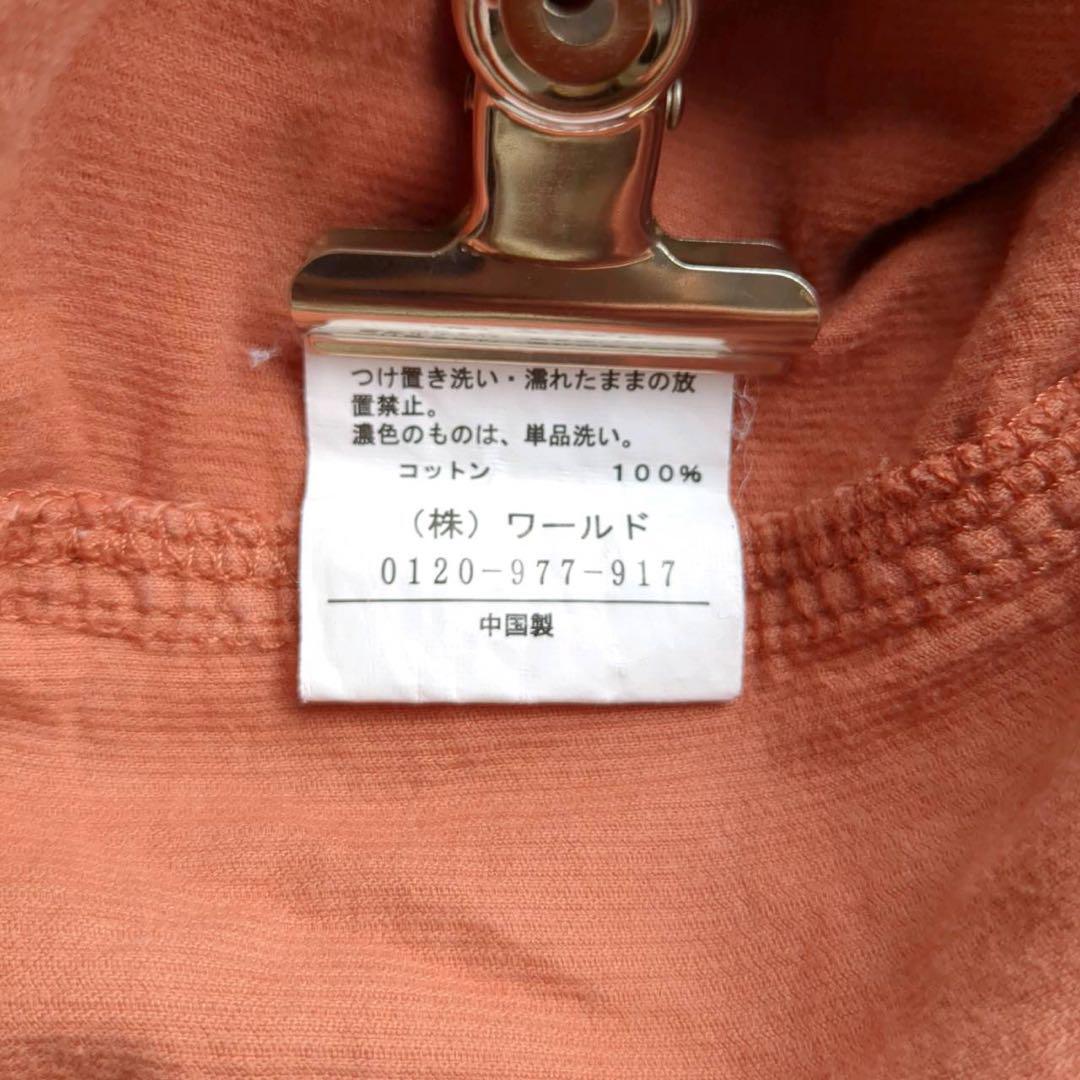 つけ置き洗い・濡れたままの放
置禁止。
濃色のものは、単品洗い。
コットン 100%
（株）ワールド
0120-977-917
中国製